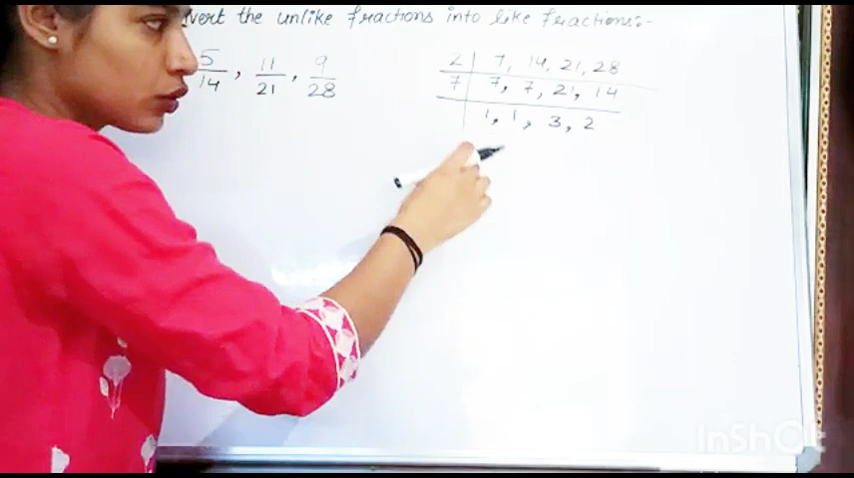 the unlike fractions into like fractions:-
5/14, 11/21, 9/28
2 | 7, 14, 21, 28
7 | 7, 7, 21, 14
1, 1, 3, 2
InShOt